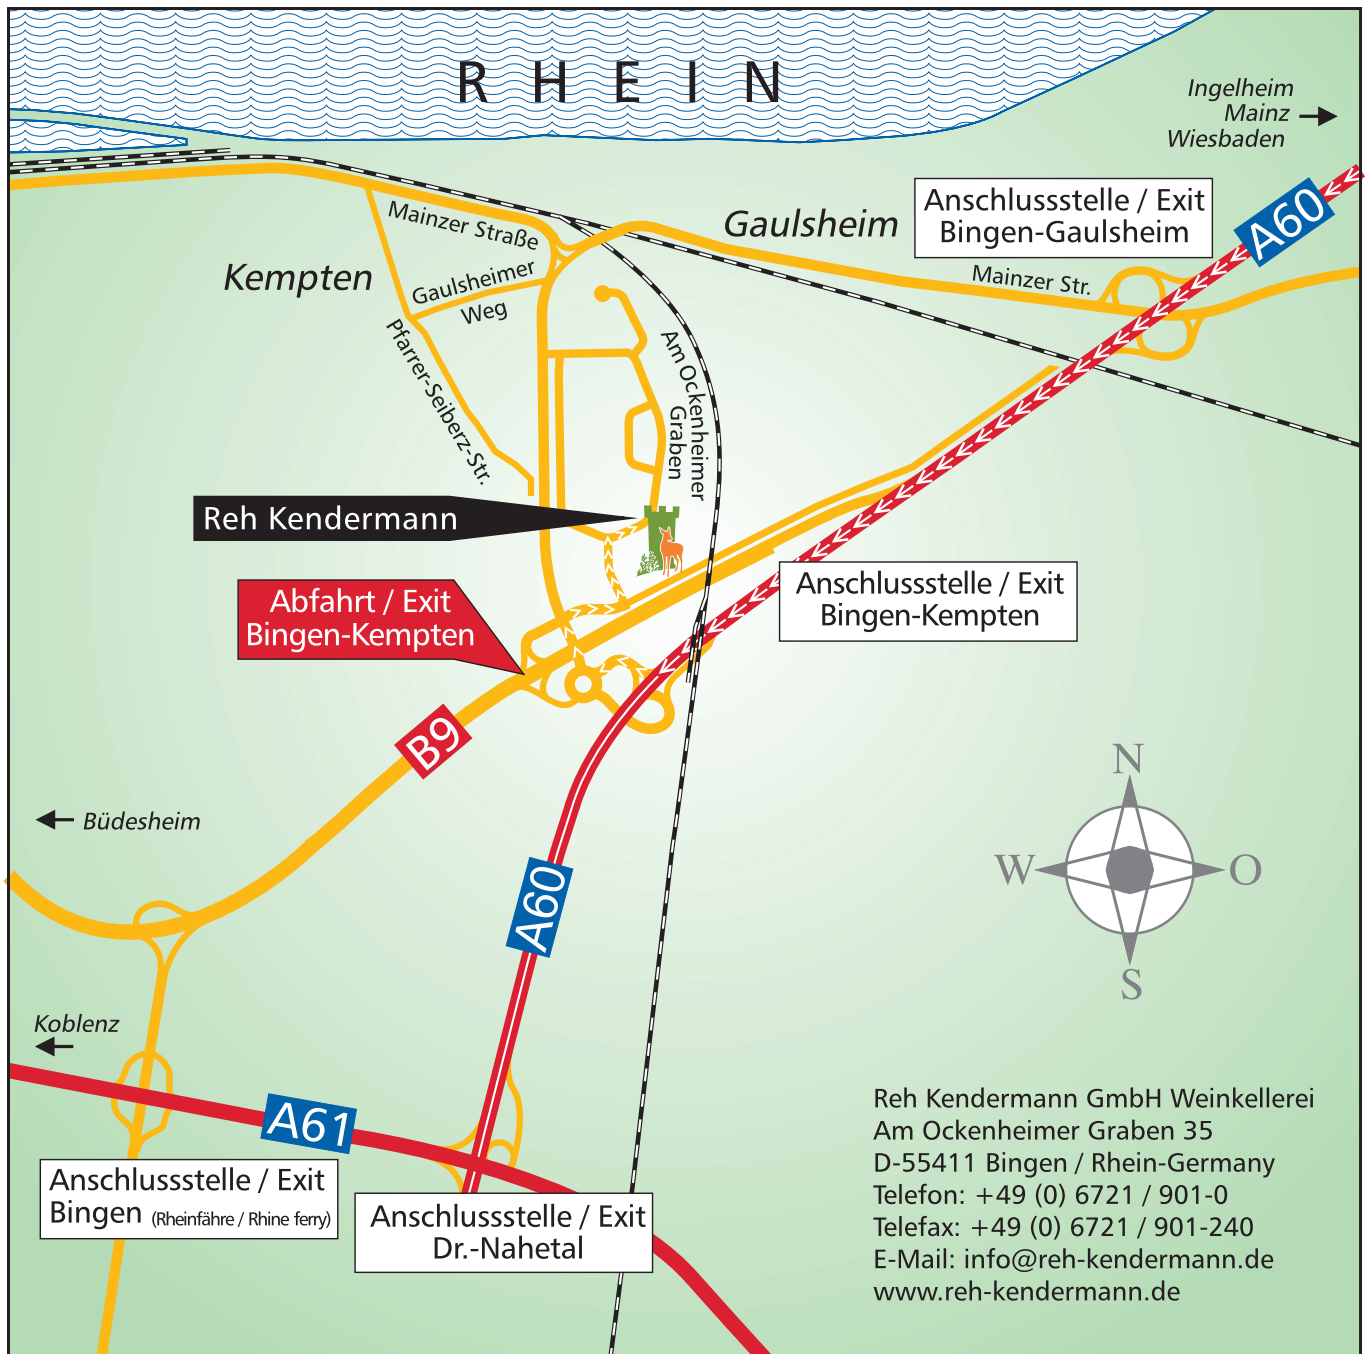 RHEIN
Ingelheim
Mainz
Wiesbaden
Anschlussstelle / Exit
Bingen-Gaulsheim
A60
Mainzer Straße
Gaulsheim
Kempten
Gaulsheimer
Weg
Mainzer Str.
Pfarrer-Seiberz-Str.
Am Ockenheimer
Graben
Reh Kendermann
Abfahrt / Exit
Bingen-Kempten
Anschlussstelle / Exit
Bingen-Kempten
B9
Büdesheim
N
W
O
S
A60
Koblenz
A61
Anschlussstelle / Exit
Bingen (Rheinfähre / Rhine ferry)
Anschlussstelle / Exit
Dr.-Nahetal
Reh Kendermann GmbH Weinkellerei
Am Ockenheimer Graben 35
D-55411 Bingen / Rhein-Germany
Telefon: +49 (0) 6721 / 901-0
Telefax: +49 (0) 6721 / 901-240
E-Mail: info@reh-kendermann.de
www.reh-kendermann.de